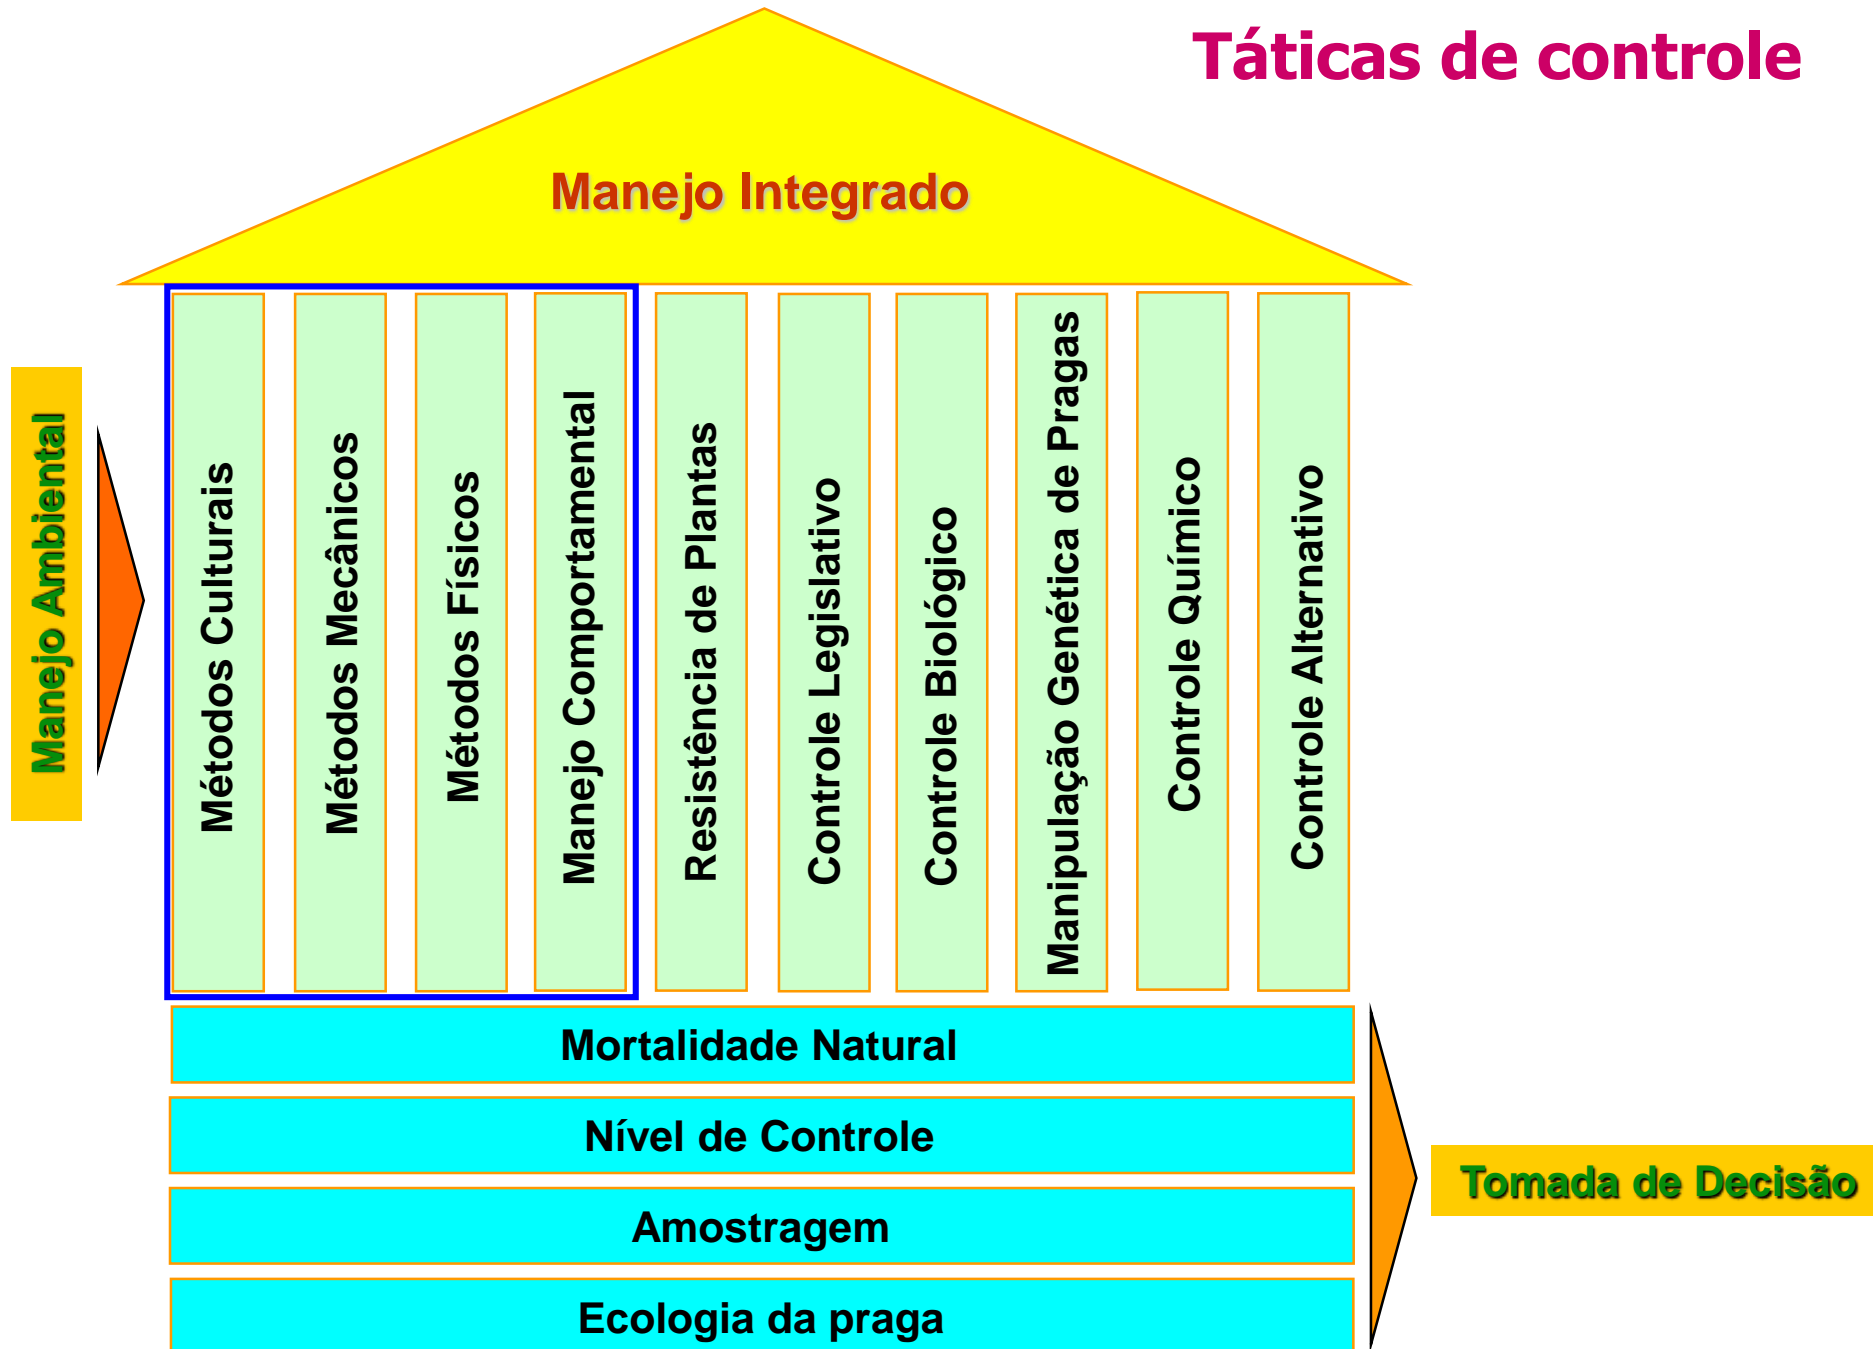 Táticas de controle
Manejo Integrado
Manejo Ambiental
Métodos Culturais
Métodos Mecânicos
Métodos Físicos
Manejo Comportamental
Resistência de Plantas
Controle Legislativo
Controle Biológico
Manipulação Genética de Pragas
Controle Químico
Controle Alternativo
Mortalidade Natural
Nível de Controle
Amostragem
Ecologia da praga
Tomada de Decisão